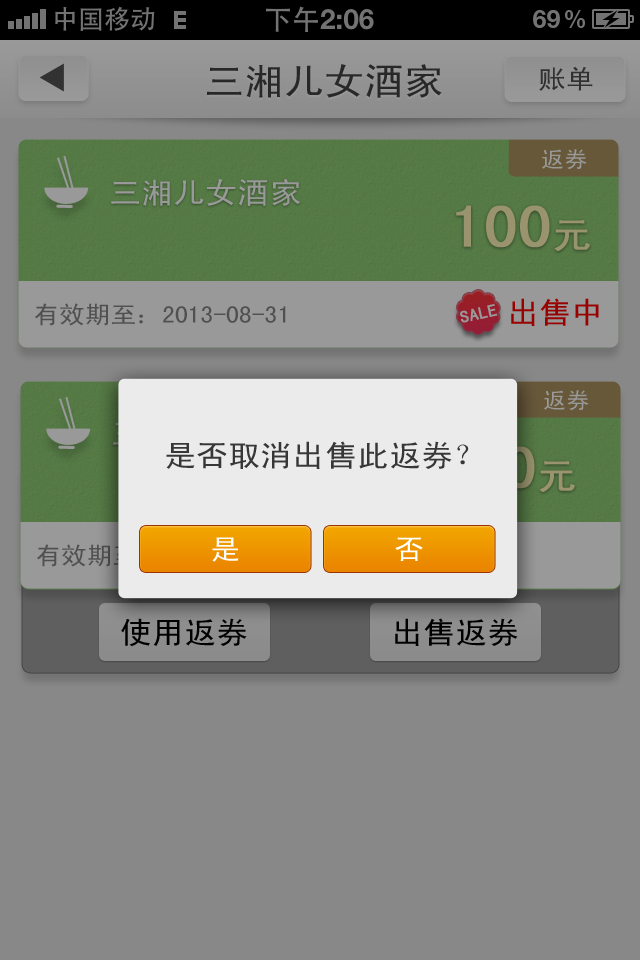 中国移动 E 下午2:06 69%
三湘儿女酒家
账单
返券
三湘儿女酒家
100元
有效期至：2013-08-31
SALE 出售中
返券
0元
是否取消出售此返券？
有效期
是
否
使用返券
出售返券